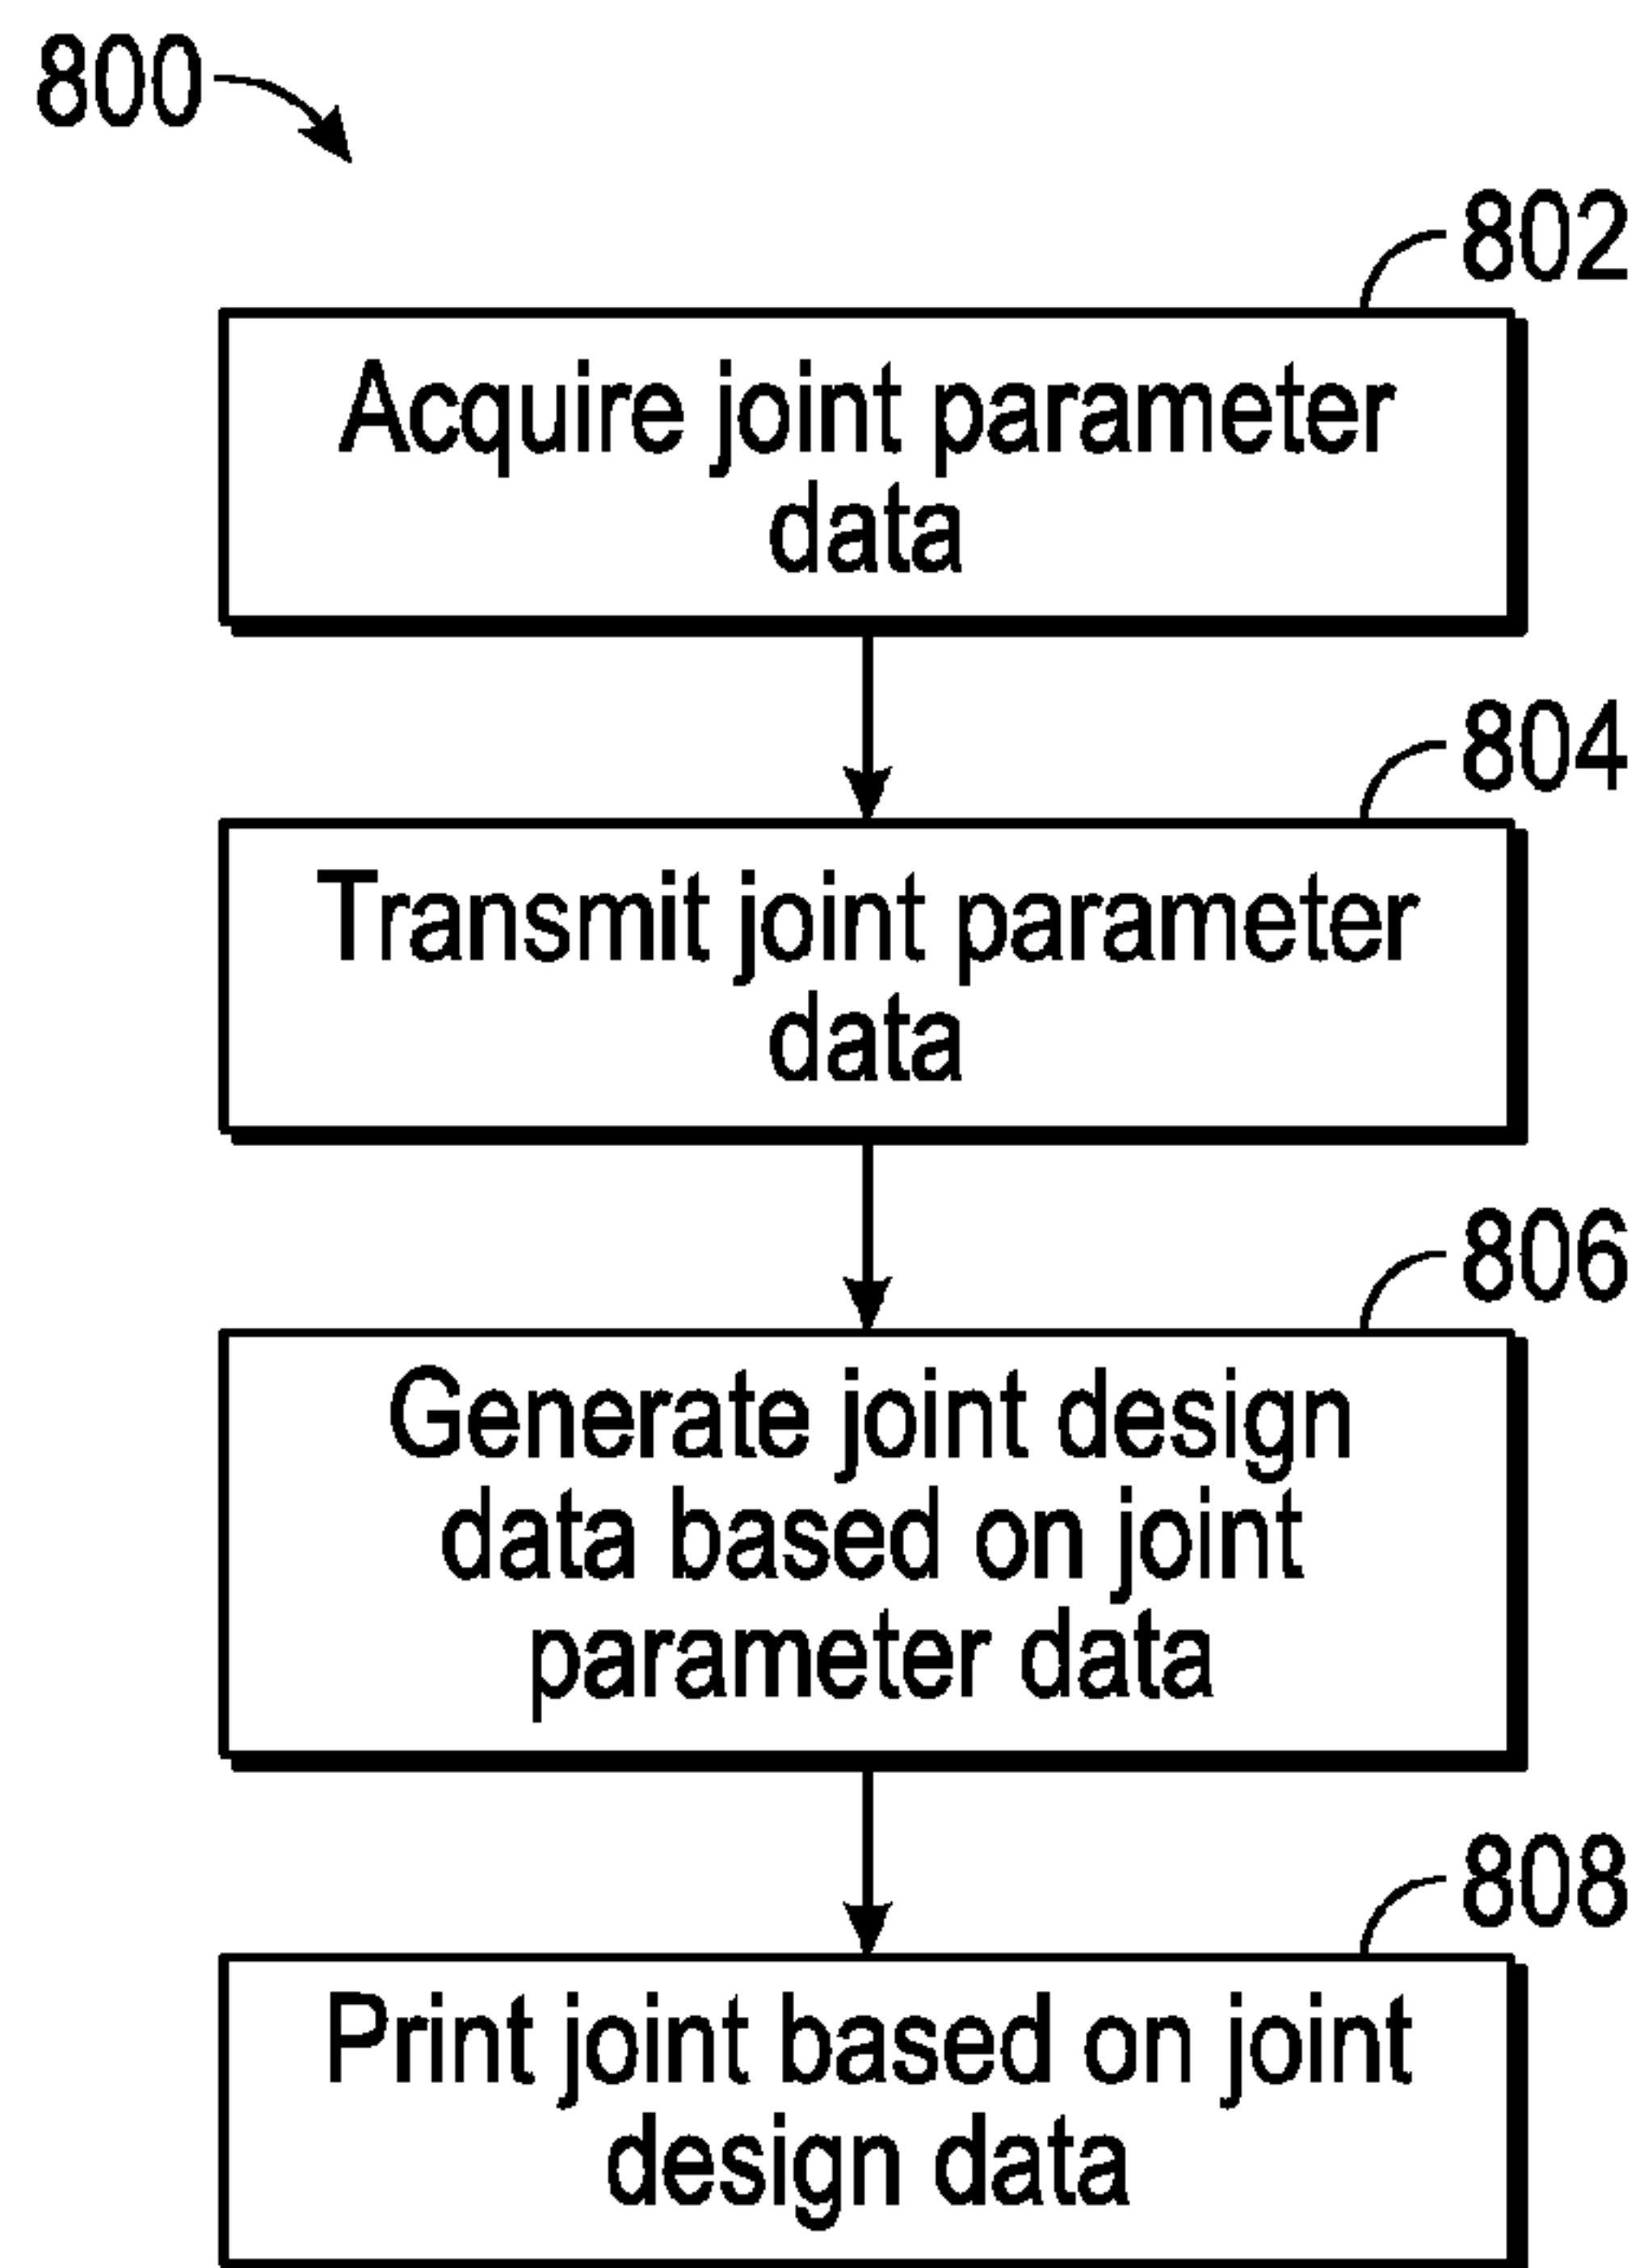 800
802
Acquire joint parameter
data
804
Transmit joint parameter
data
806
Generate joint design
data based on joint
parameter data
808
Print joint based on joint
design data